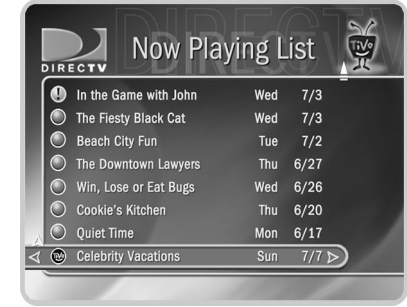 DIRECTV
Now Playing List
TiVo
In the Game with John Wed 7/3
The Fiesty Black Cat Wed 7/3
Beach City Fun Tue 7/2
The Downtown Lawyers Thu 6/27
Win, Lose or Eat Bugs Wed 6/26
Cookie's Kitchen Thu 6/20
Quiet Time Mon 6/17
TiVo Celebrity Vacations Sun 7/7